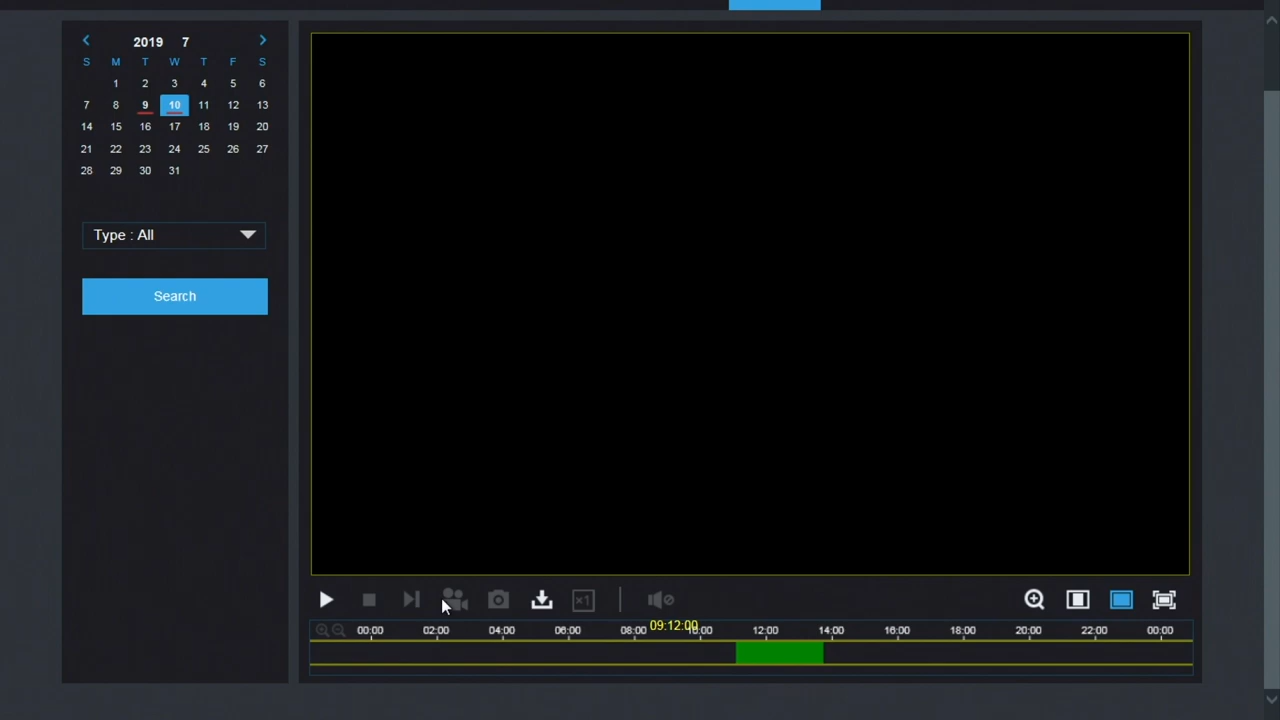 2019 7
S M T W T F S
1 2 3 4 5 6
7 8 9 10 11 12 13
14 15 16 17 18 19 20
21 22 23 24 25 26 27
28 29 30 31
Type : All
Search
×1
09:12:00
00:00 02:00 04:00 06:00 08:00 10:00 12:00 14:00 16:00 18:00 20:00 22:00 00:00